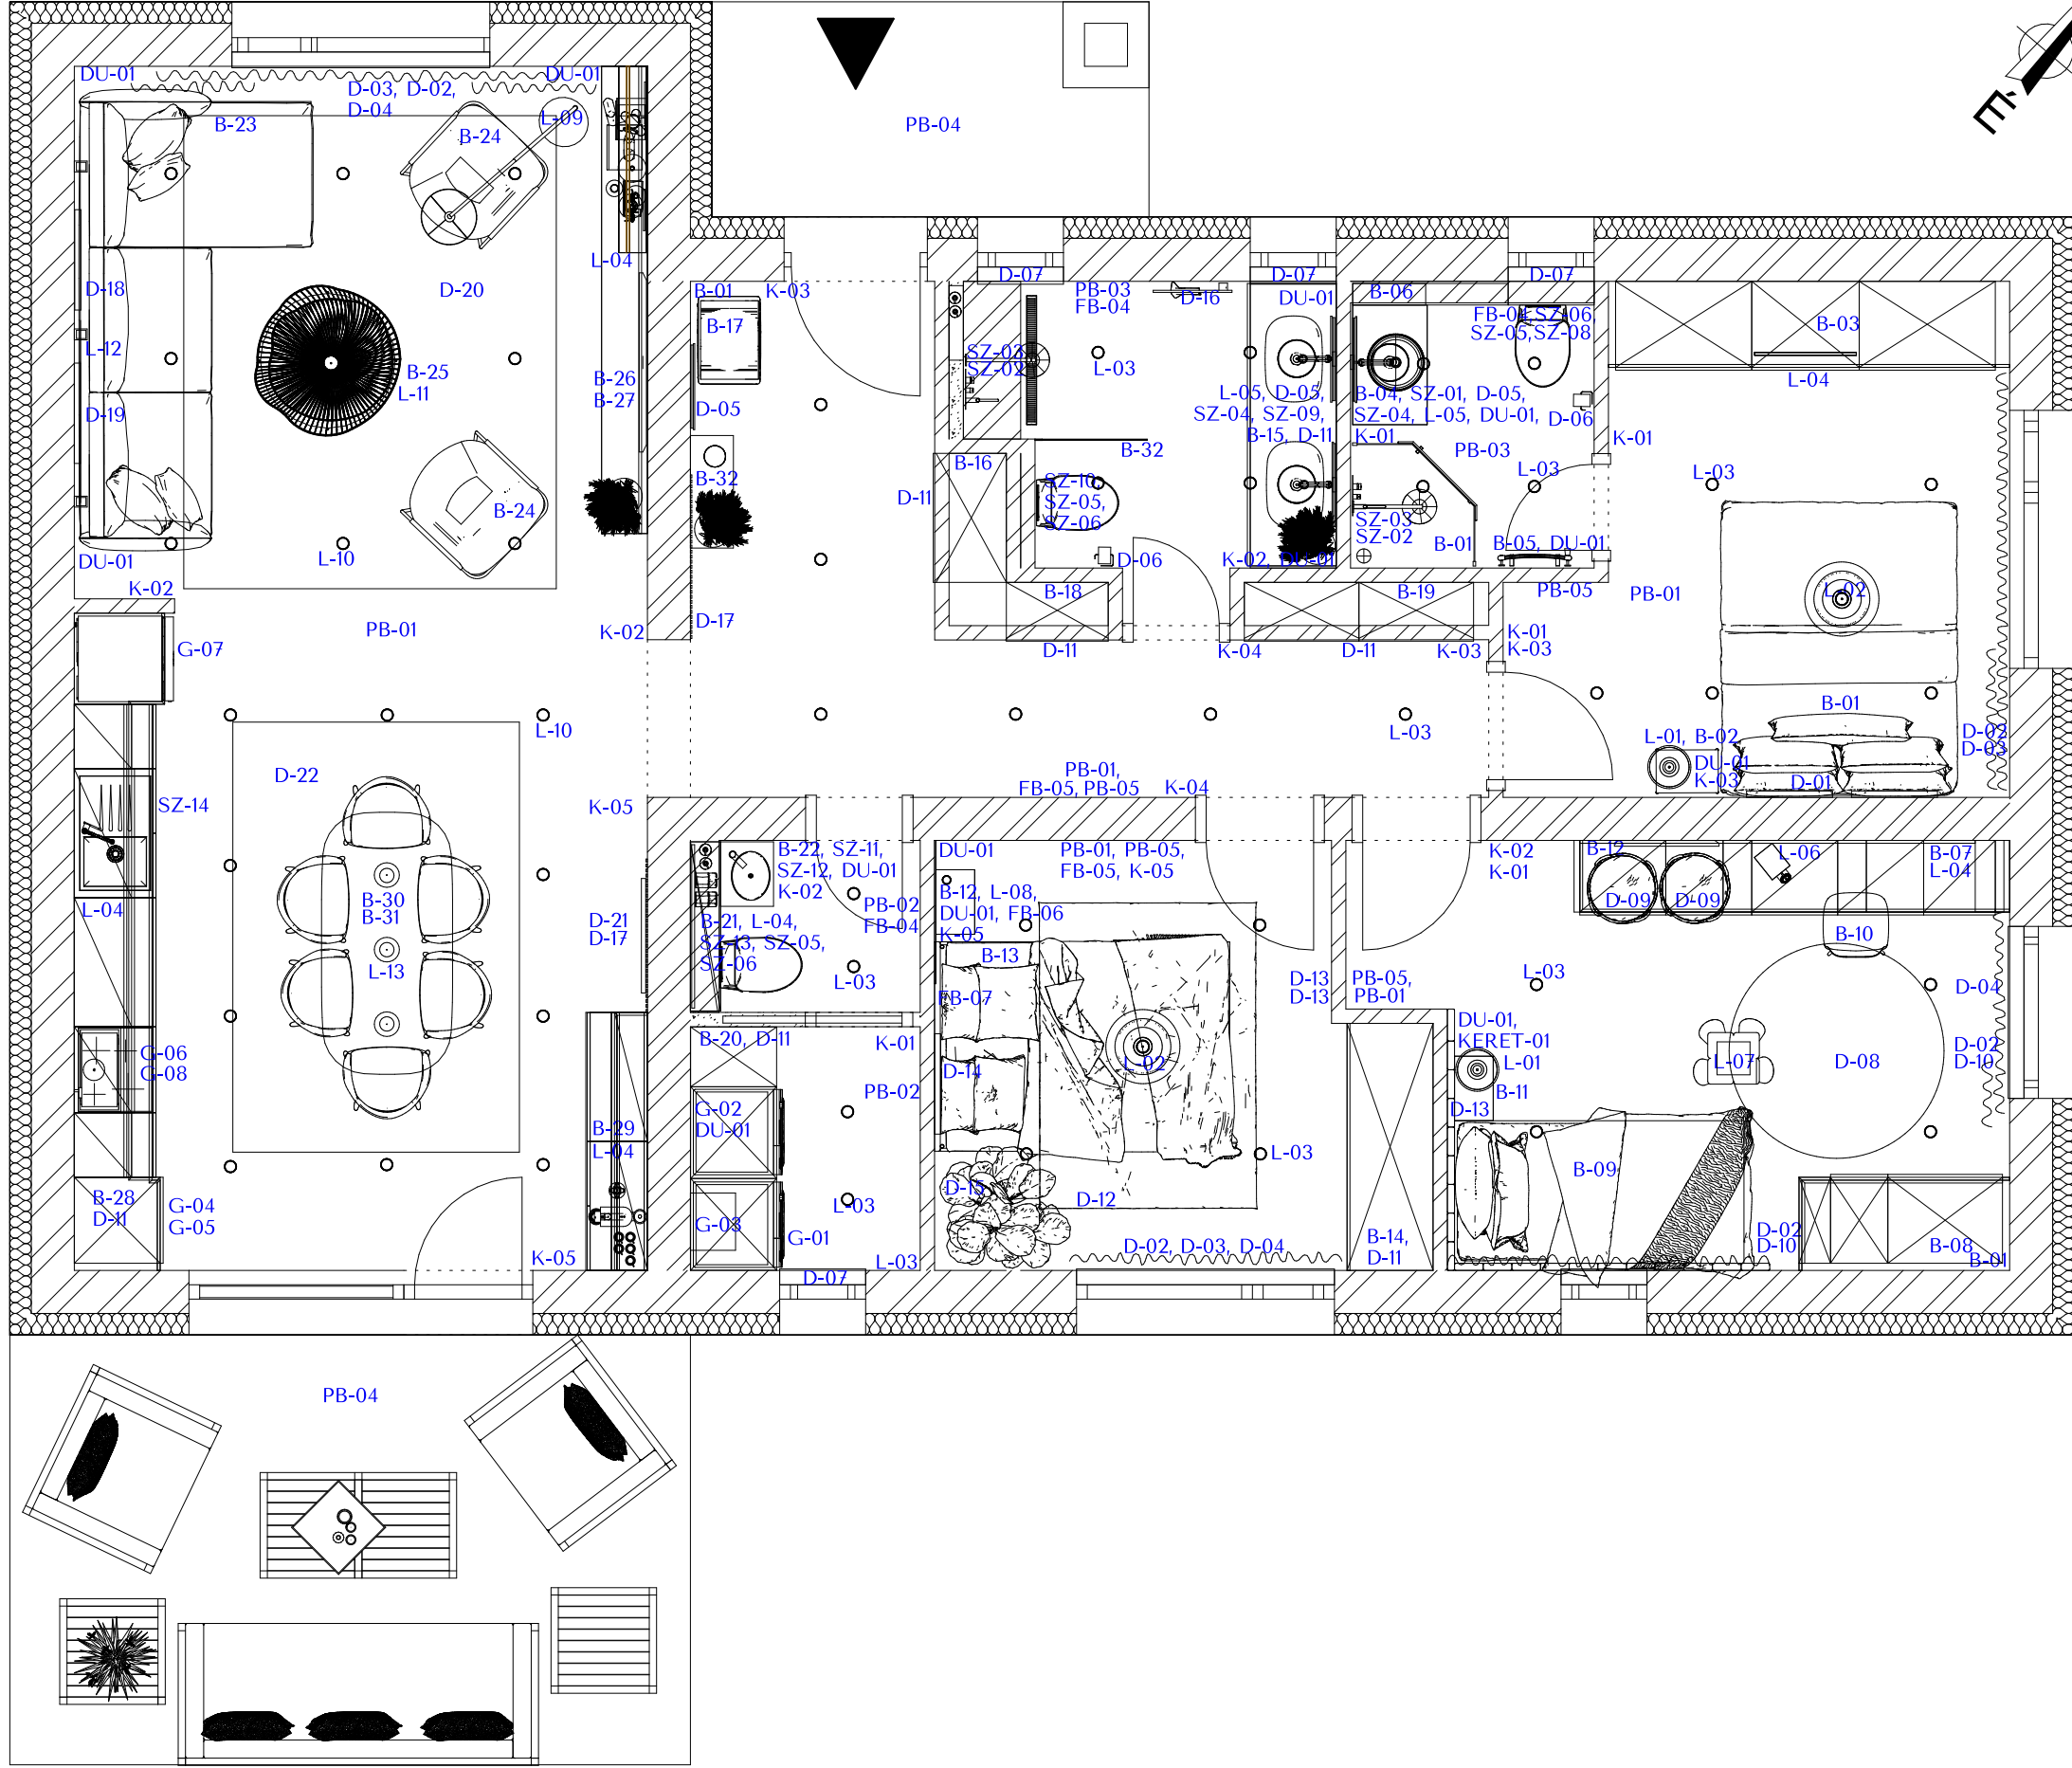 DU-01
DU-01
D-03, D-02,
D-04
B-23
B-24
L-09
É
PB-04
L-04
D-18
D-20
L-12
B-25
L-11
B-26
B-27
D-19
B-24
DU-01
L-10
K-02
PB-01
K-02
G-07
B-01
K-03
B-17
D-05
B-32
D-17
D-07
D-07
D-07
PB-03
FB-04
D-16
DU-01
SZ-03
SZ-02
L-03
L-05, D-05,
SZ-04, SZ-09,
B-15, D-11
B-32
B-16
D-11
SZ-10,
SZ-05,
SZ-06
D-06
K-02, DU-01
B-18
D-11
K-04
B-19
D-11
K-03
B-06
FB-04, SZ-06
SZ-05, SZ-08
B-04, SZ-01, D-05,
SZ-04, L-05, DU-01,
D-06
K-01
PB-03
L-03
SZ-03
SZ-02
B-01
B-05, DU-01
B-03
L-04
K-01
L-03
PB-05
PB-01
L-02
K-01
K-03
B-01
L-01, B-02
DU-01
K-03
D-01
D-02
D-03
L-10
D-22
SZ-14
K-05
L-03
PB-01,
FB-05, PB-05
K-04
B-30
B-31
L-04
L-13
D-21
D-17
G-06
G-08
B-29
L-04
B-28
D-11
G-04
G-05
K-05
B-22, SZ-11,
SZ-12, DU-01
K-02
PB-02
FB-04
B-21, L-04,
SZ-13, SZ-05,
SZ-06
L-03
B-20, D-11
K-01
PB-02
G-02
DU-01
L-03
G-03
G-01
L-03
D-07
DU-01
PB-01, PB-05,
FB-05, K-05
B-12, L-08,
DU-01, FB-06
K-05
B-13
FB-07
D-13
D-13
D-14
L-02
L-03
D-15
D-12
D-02, D-03, D-04
B-14,
D-11
K-02
K-01
B-12
L-06
B-07
L-04
D-09
D-09
B-10
PB-05,
PB-01
L-03
D-04
DU-01,
KERET-01
L-01
B-11
D-13
L-07
D-08
D-02
D-10
B-09
D-02
D-10
B-08
B-01
PB-04